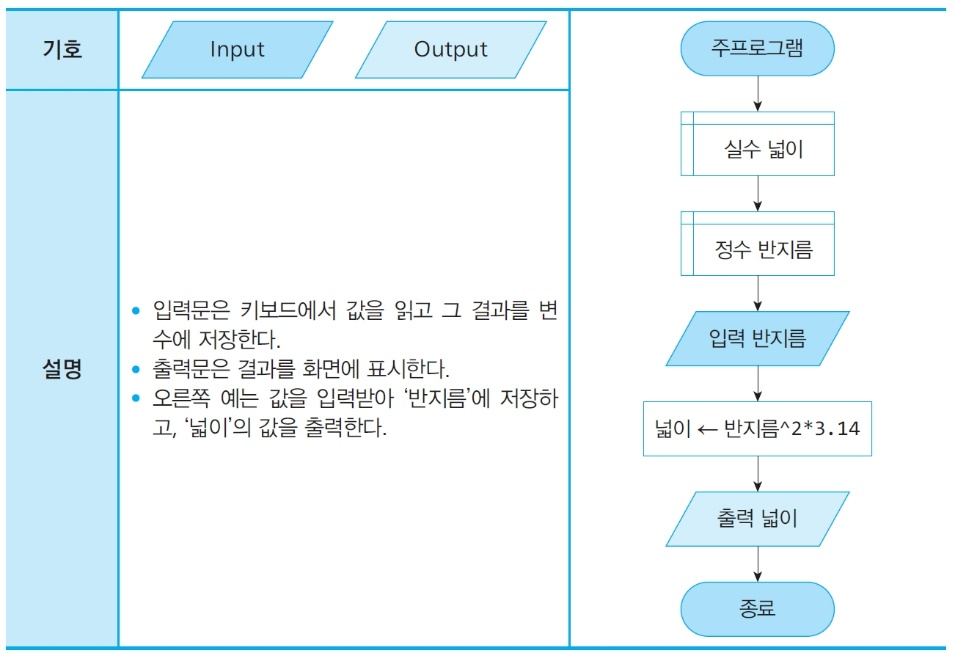 기호
Input
Output
설명
• 입력문은 키보드에서 값을 읽고 그 결과를 변
수에 저장한다.
• 출력문은 결과를 화면에 표시한다.
• 오른쪽 예는 값을 입력받아 ‘반지름’에 저장하
고, ‘넓이’의 값을 출력한다.
주프로그램
실수 넓이
정수 반지름
입력 반지름
넓이 ← 반지름^2*3.14
출력 넓이
종료